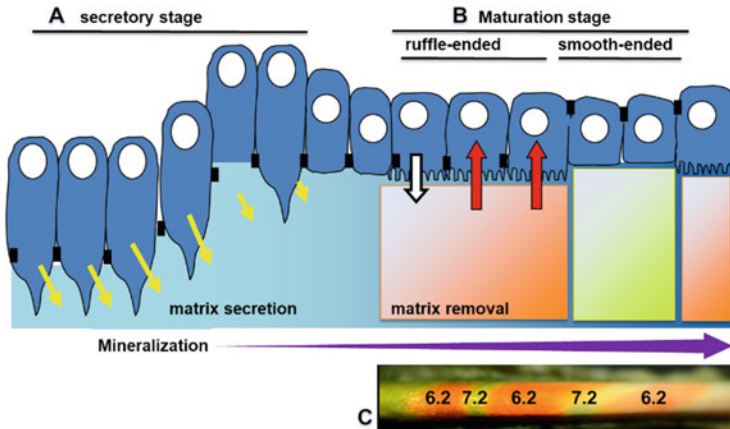 A secretory stage
B Maturation stage
ruffle-ended smooth-ended
matrix secretion
matrix removal
Mineralization
C
6.2 7.2 6.2 7.2 6.2